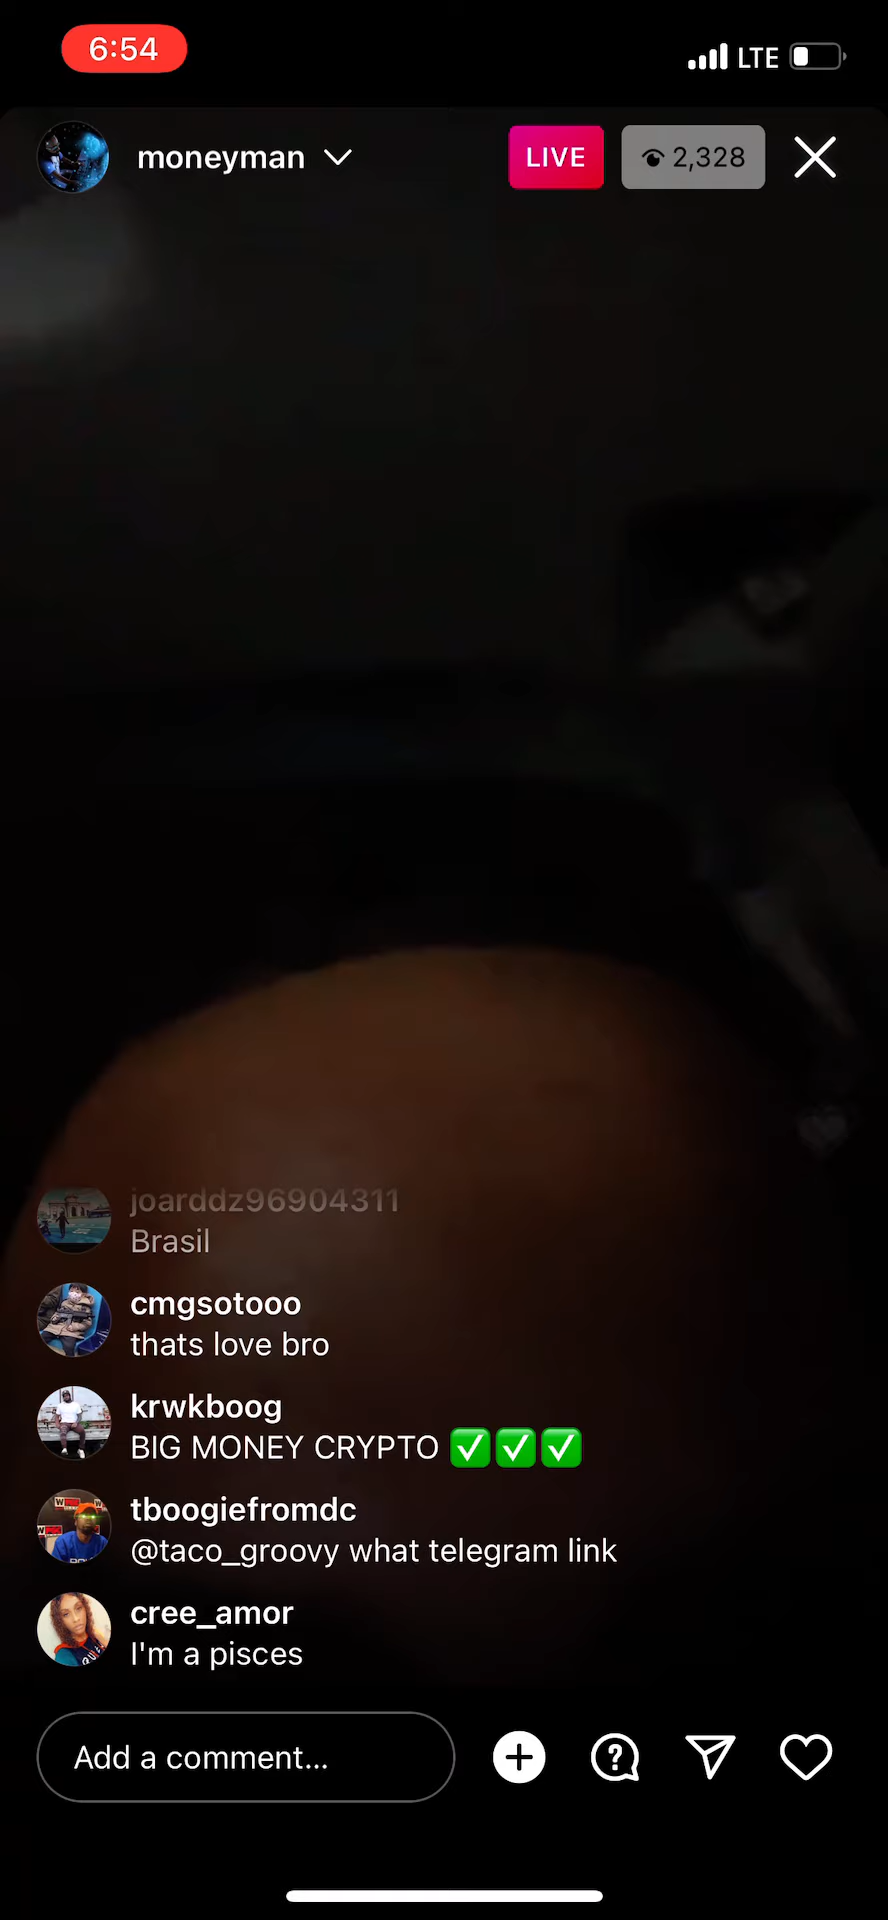 6:54
LTE
moneyman
LIVE
2,328
joarddz96904311
Brasil
cmgsotooo
thats love bro
krwkboog
BIG MONEY CRYPTO ✅✅✅
tboogiefromdc
@taco_groovy what telegram link
cree_amor
I'm a pisces
Add a comment...